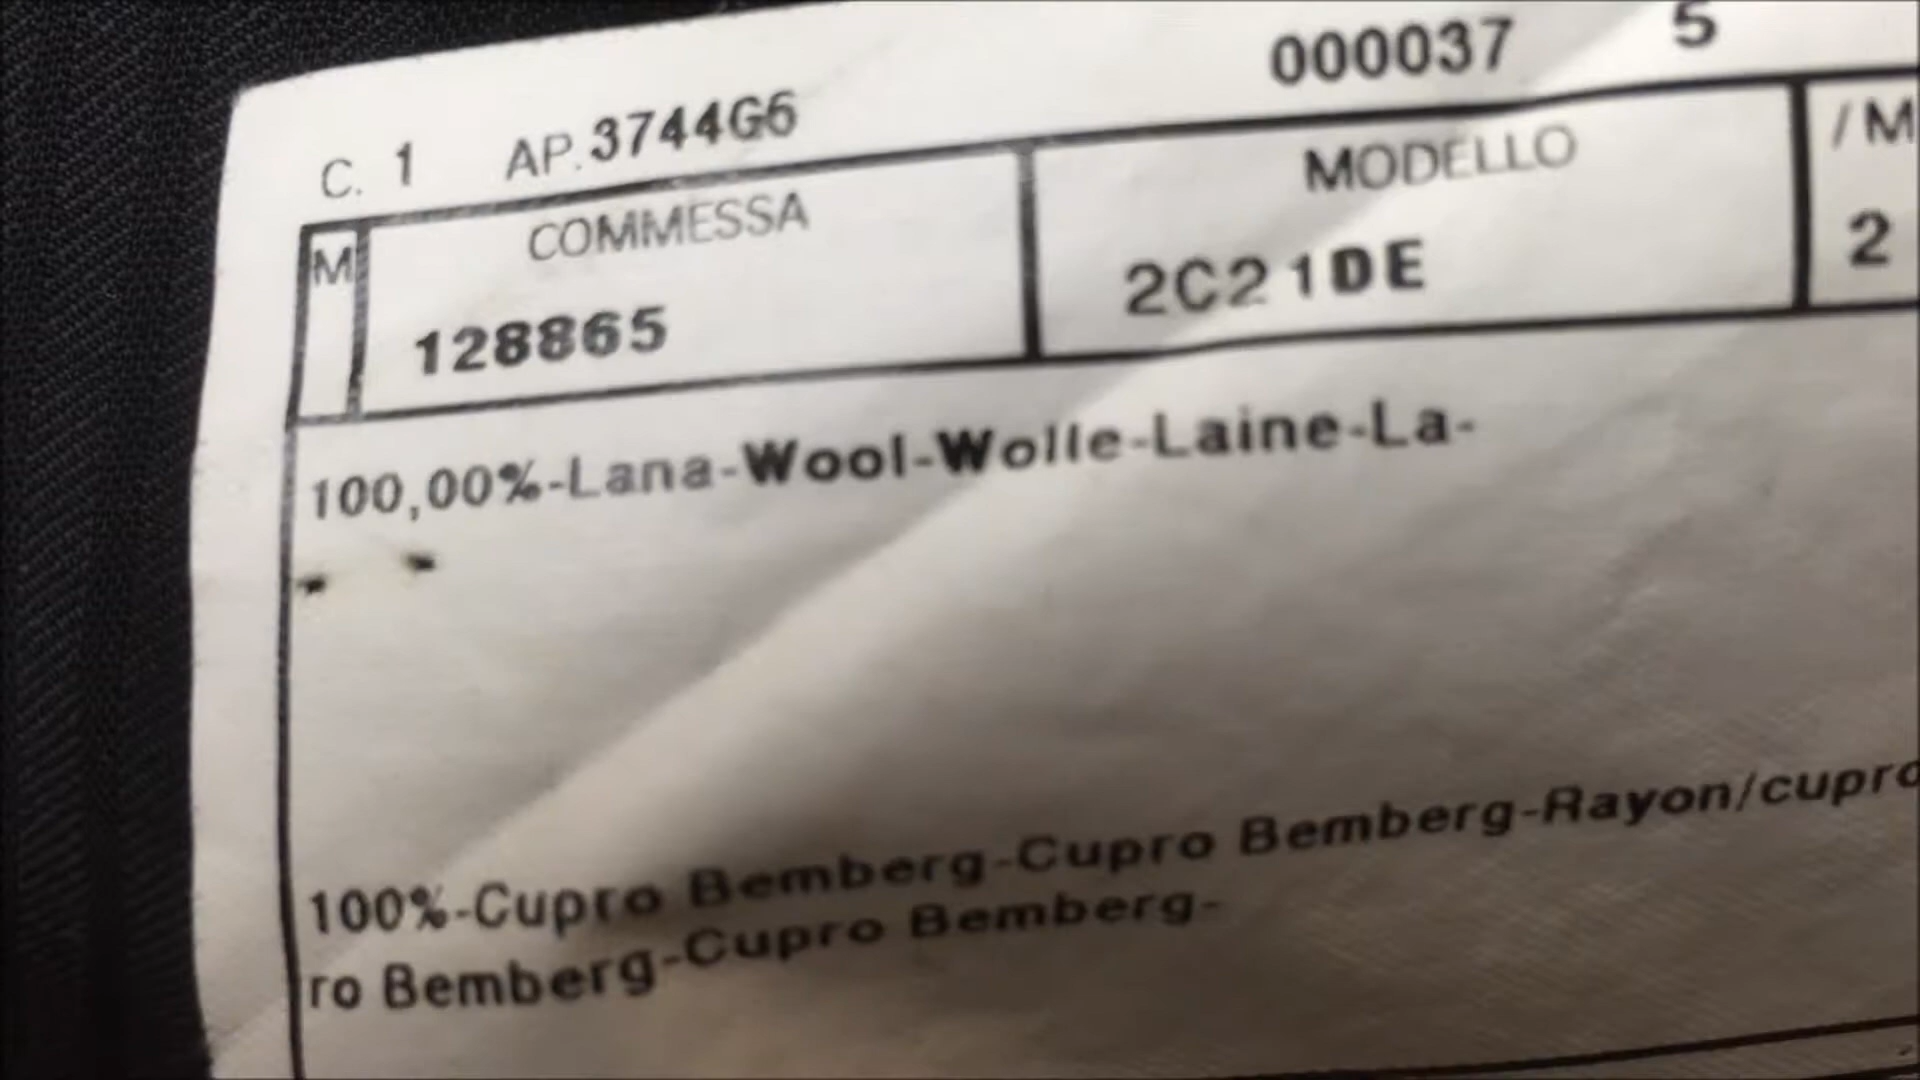 000037 5
C. 1 AP. 3744G6
M COMMESSA MODELLO /M
128865 2C21DE 2
100,00%-Lana-Wool-Wolle-Laine-La-
100%-Cupro Bemberg-Cupro Bemberg-Rayon/cupro
ro Bemberg-Cupro Bemberg-